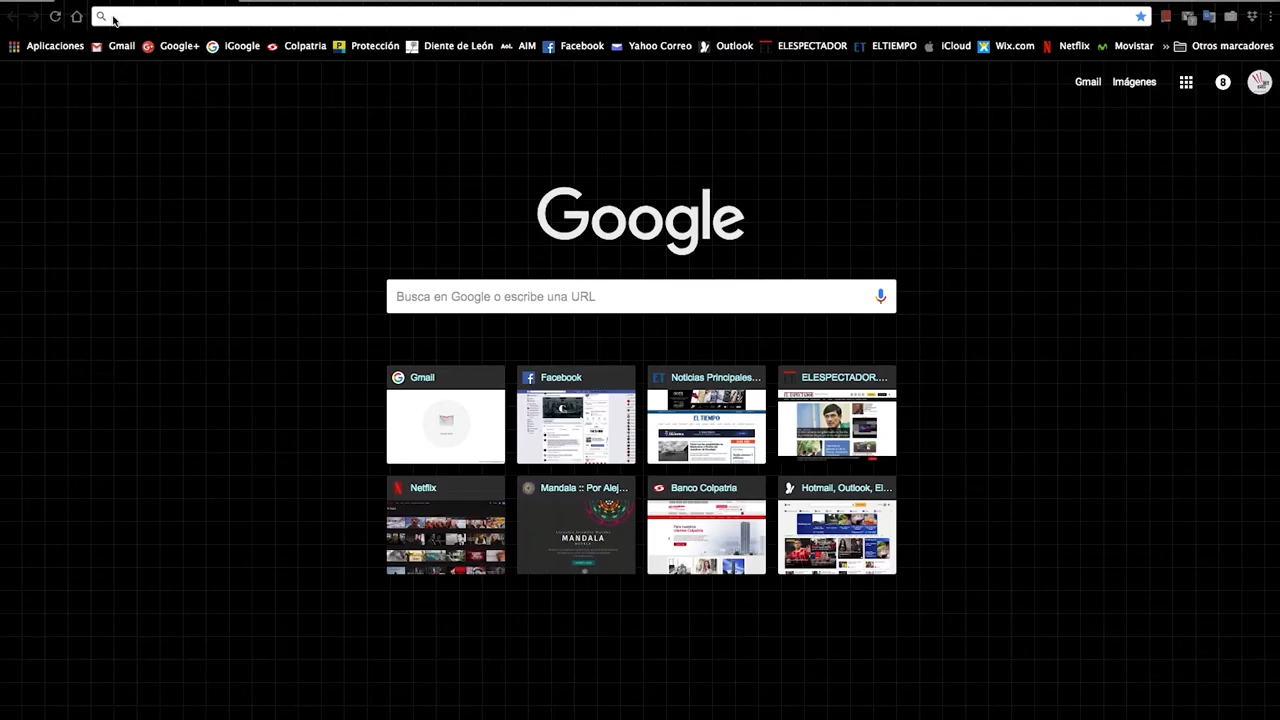 Aplicaciones Gmail Google+ iGoogle Colpatria Protección Diente de León AIM Facebook Yahoo Correo Outlook ELESPECTADOR ELTIEMPO iCloud Wix.com Netflix Movistar » Otros marcadores
Gmail Imágenes 8
Google
Busca en Google o escribe una URL
Gmail Facebook Noticias Principales... ELESPECTADOR....
EL TIEMPO
Netflix Mandala :: Por Alej... Banco Colpatria Hotmail, Outlook, El...
MANDALA